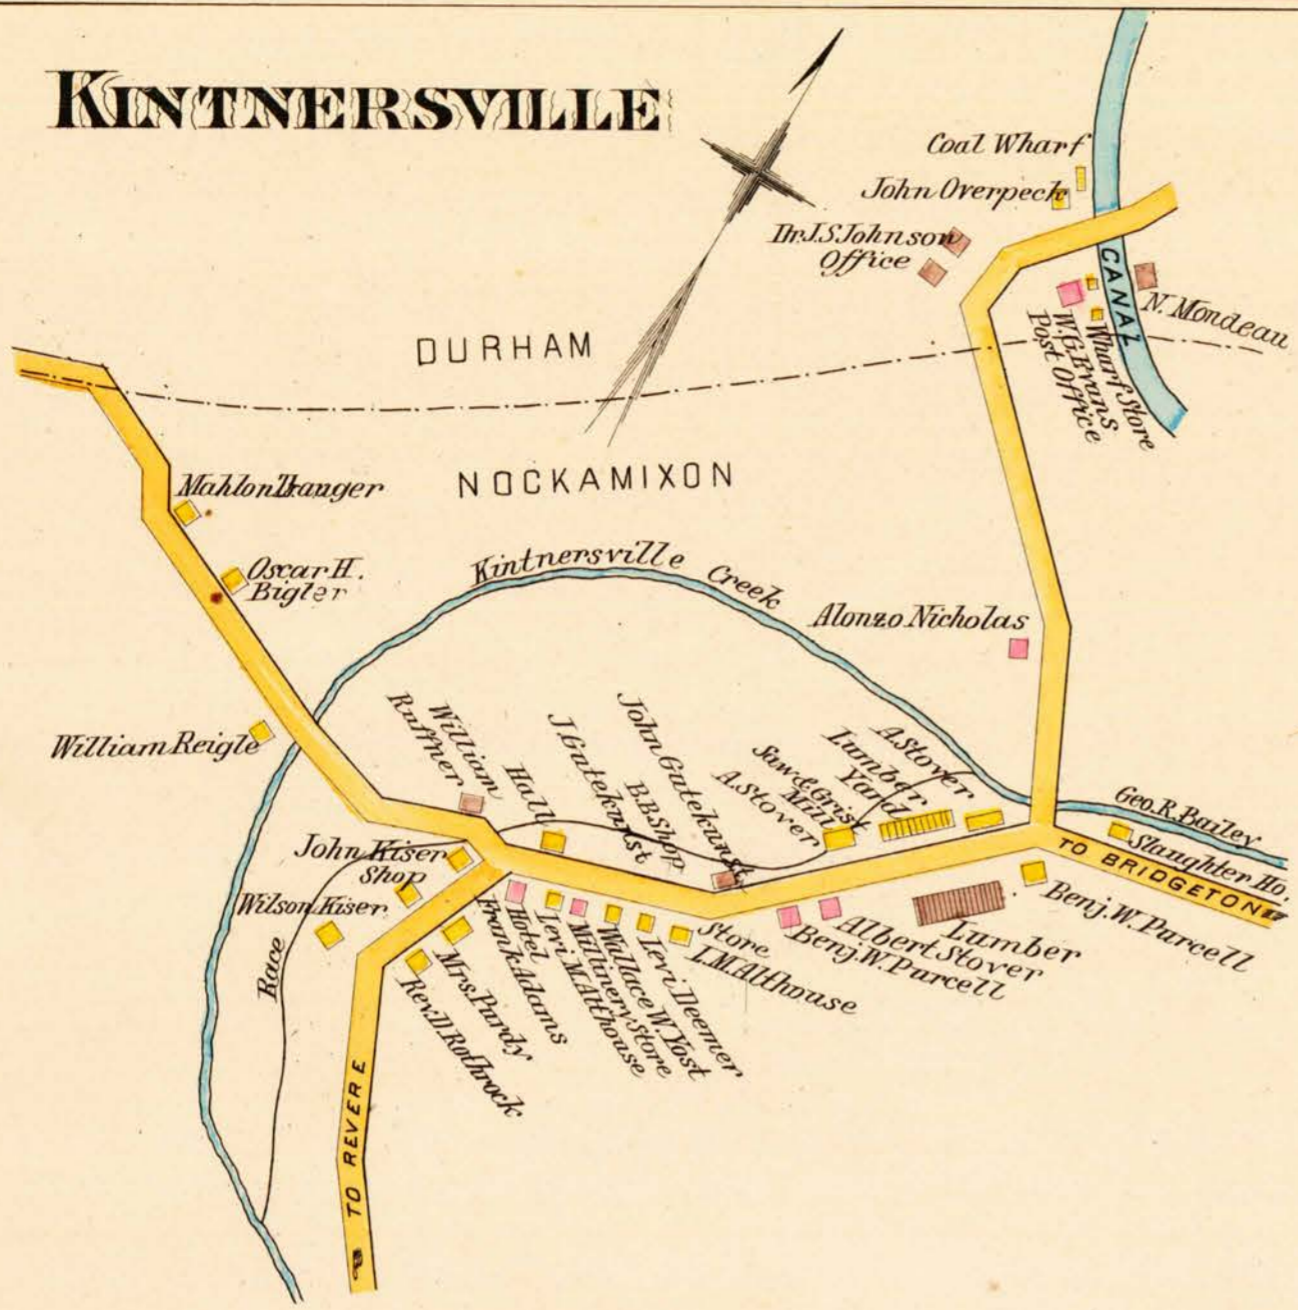 KINTNERSVILLE
Coal Wharf
John Overpeck
Dr. J. S. Johnson
Office
CANAL
N. Mondeau
Wharf Store
W. G. Evans
Post Office
DURHAM
NOCKAMIXON
Mahlon Trauger
Oscar H.
Bigler
Kintnersville Creek
Alonzo Nicholas
William Reigle
William
Ruffner
Hall
J. Gatekunst
B. B. Shop
John Gatekunst
Saw & Grist
Mill
A. Stover
Lumber
Yard
A. Stover
Geo. R. Bailey
Slaughter Ho.
TO BRIDGETON
John Kiser
Shop
Wilson Kiser
Race
Rev. D. Rothrock
Mrs. Purdy
Hotel
Frank Adams
Levi M. Althouse
Millinery Store
Wallace W. Yost
Levi Deemer
Store
L. M. Althouse
Benj. W. Purcell
Albert Stover
Lumber
Benj. W. Purcell
TO REVERE